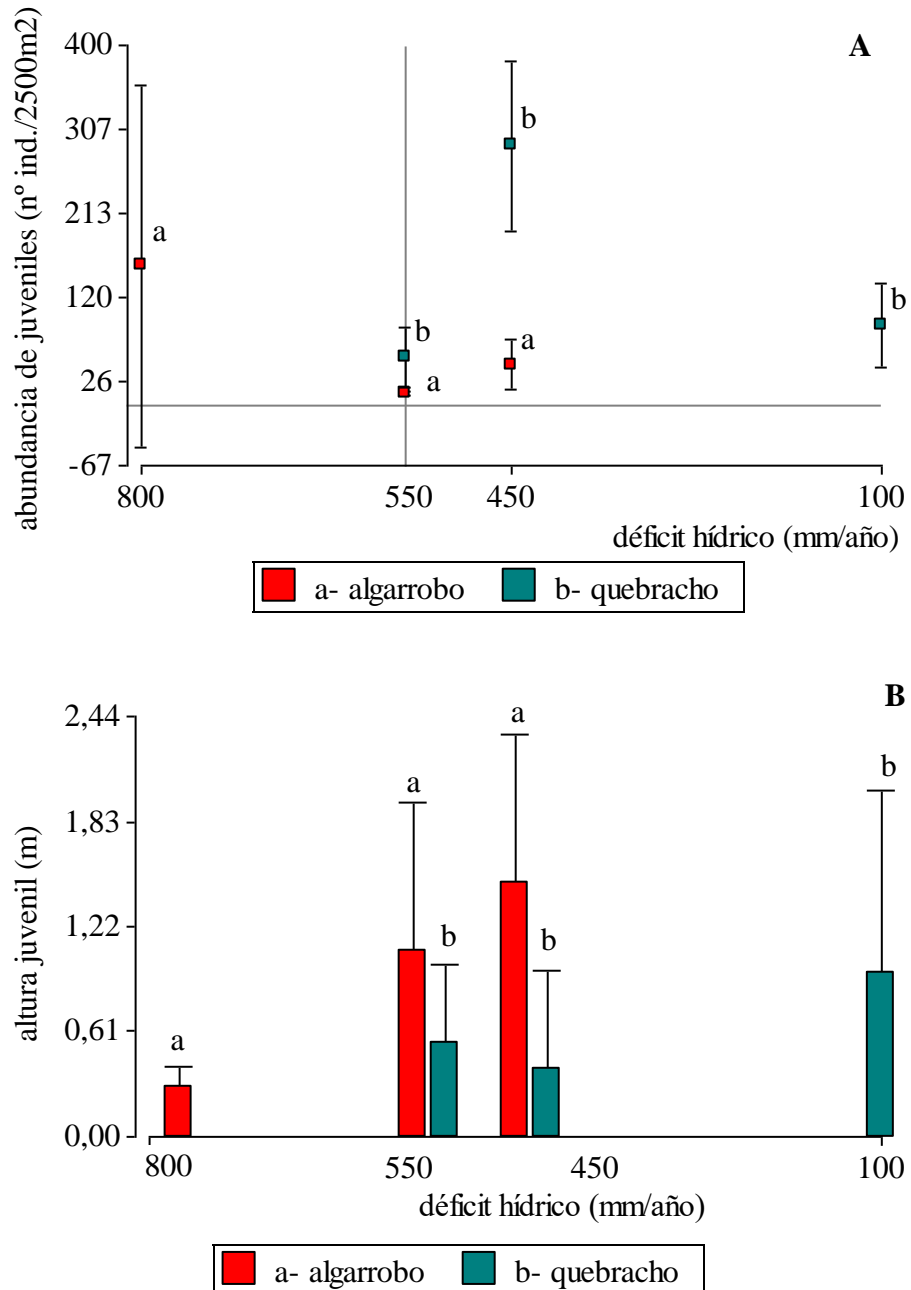 A
abundancia de juveniles (nº ind./2500m2)
400
307
213
120
26
-67
a
b
a
b
a
b
800 550 450 100
déficit hídrico (mm/año)
a- algarrobo b- quebracho
B
altura juvenil (m)
2,44
1,83
1,22
0,61
0,00
a
a
b
a
b
b
800 550 450 100
déficit hídrico (mm/año)
a- algarrobo b- quebracho